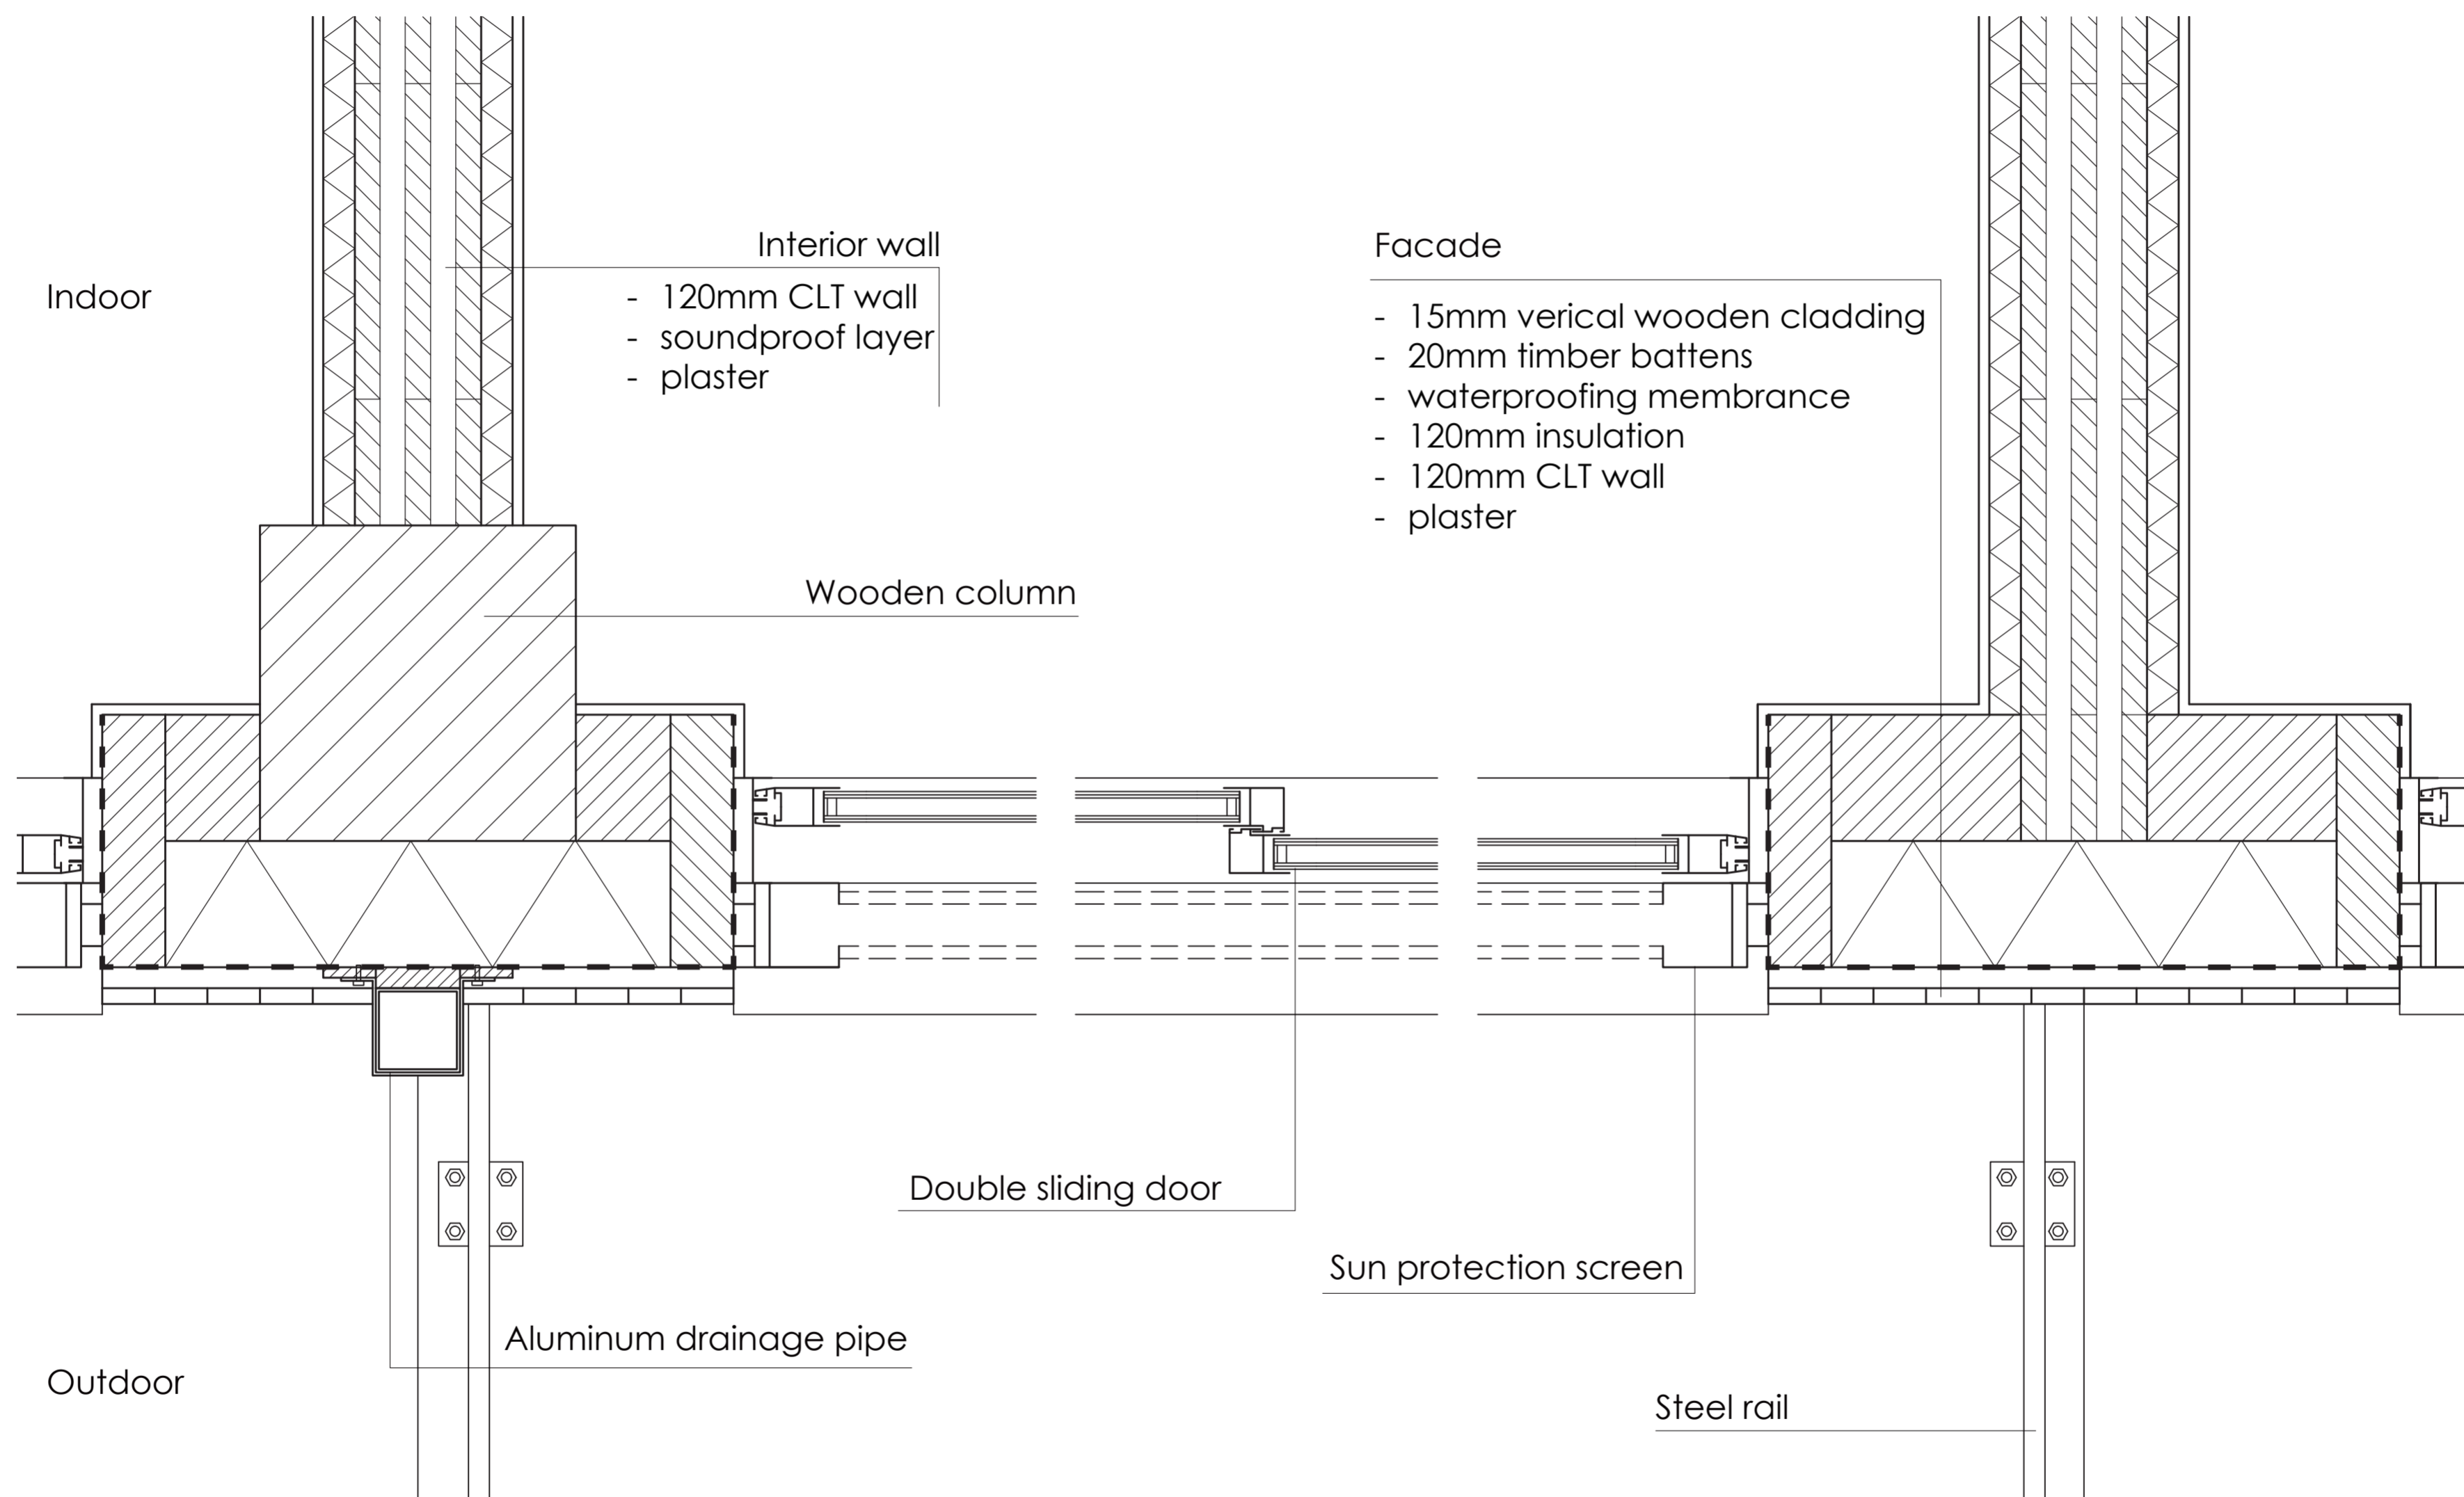 Interior wall
- 120mm CLT wall
- soundproof layer
- plaster
Facade
- 15mm verical wooden cladding
- 20mm timber battens
- waterproofing membrance
- 120mm insulation
- 120mm CLT wall
- plaster
Indoor
Wooden column
Double sliding door
Sun protection screen
Aluminum drainage pipe
Outdoor
Steel rail